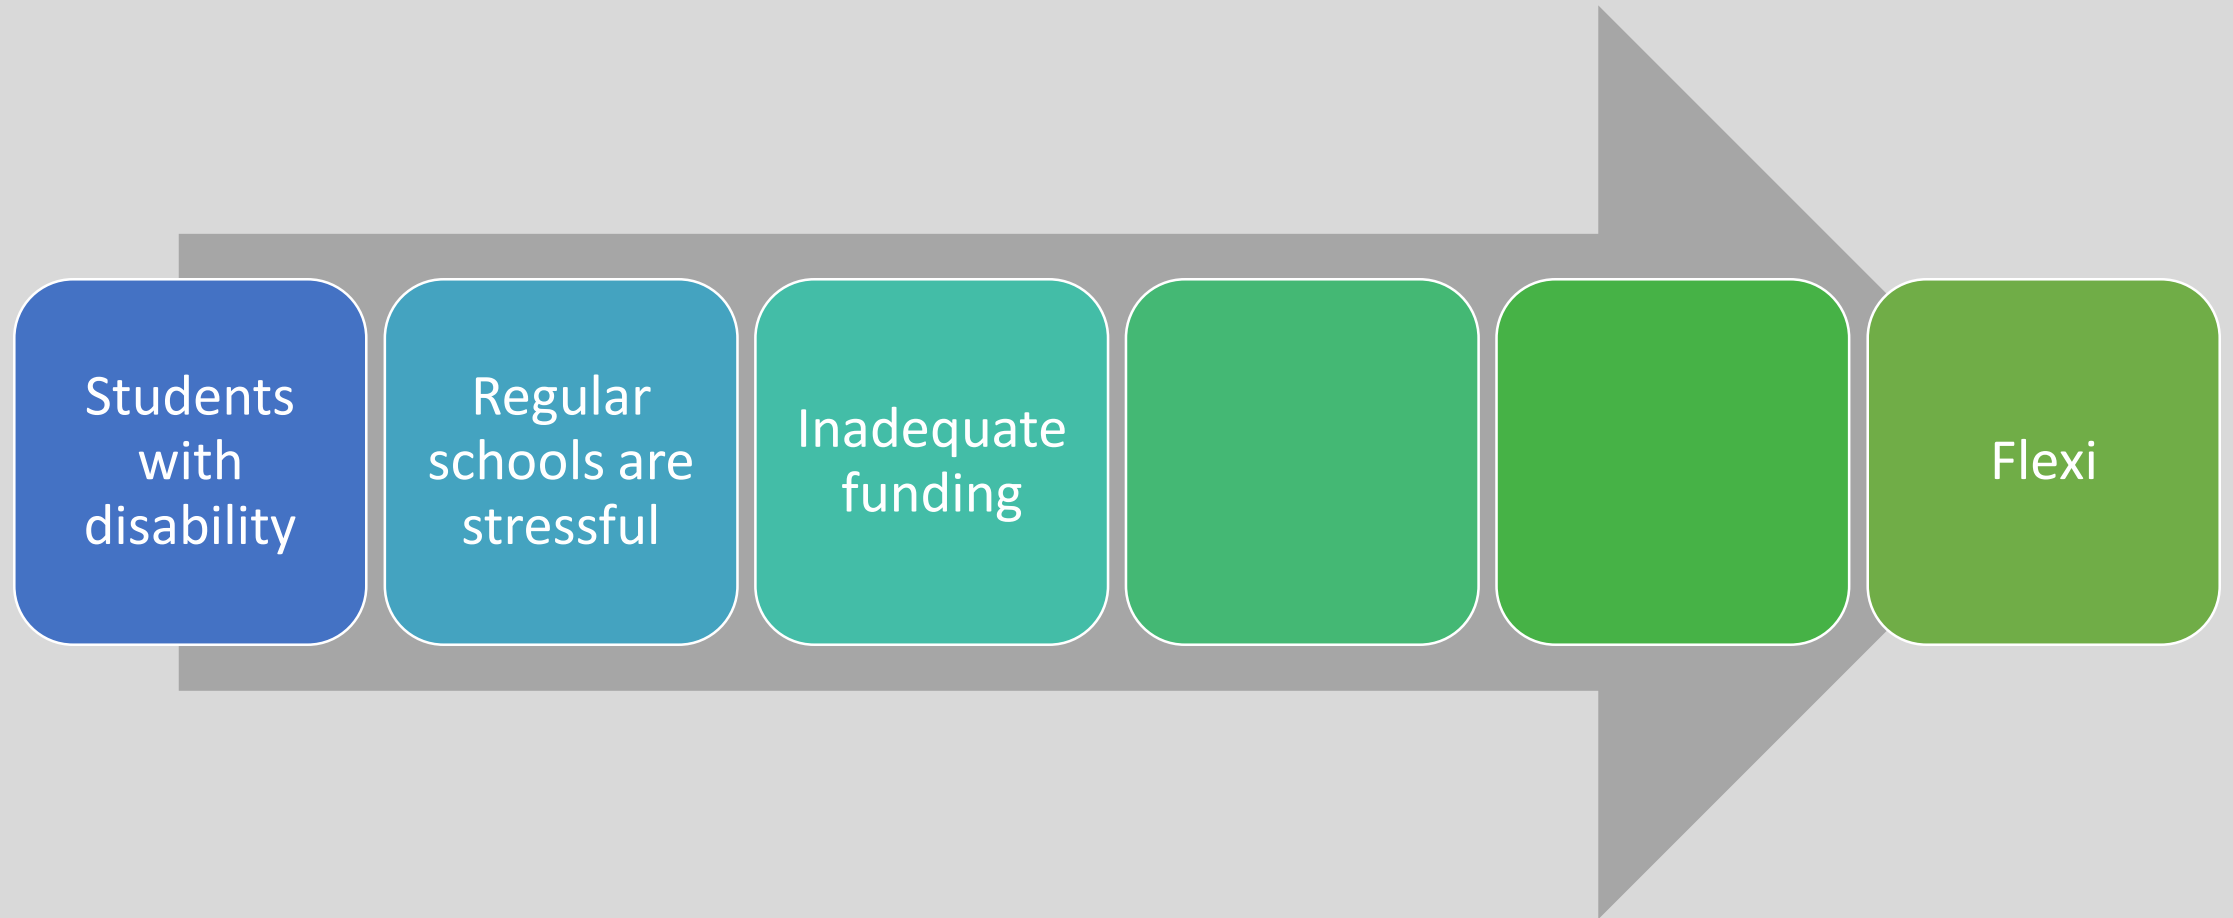 Students
with
disability
Regular
schools are
stressful
Inadequate
funding
Flexi